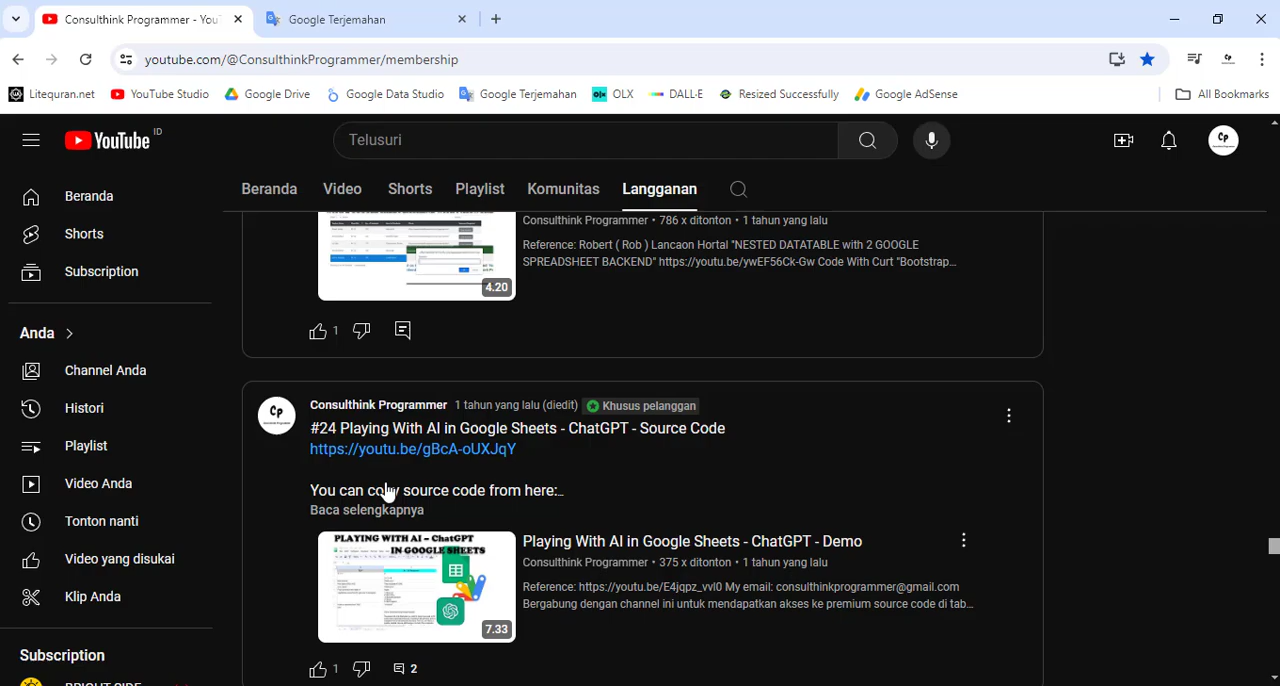 Consulthink Programmer - You
Google Terjemahan
youtube.com/@ConsulthinkProgrammer/membership
Litequran.net
YouTube Studio
Google Drive
Google Data Studio
Google Terjemahan
OLX
DALL-E
Resized Successfully
Google AdSense
All Bookmarks
YouTube ID
Telusuri
Cp
Beranda
Shorts
Subscription
Anda
Channel Anda
Histori
Playlist
Video Anda
Tonton nanti
Video yang disukai
Klip Anda
Subscription
BRIGHT SIDE
Beranda
Video
Shorts
Playlist
Komunitas
Langganan
Consulthink Programmer • 786 x ditonton • 1 tahun yang lalu
Reference: Robert ( Rob ) Lancaon Hortal "NESTED DATATABLE with 2 GOOGLE
SPREADSHEET BACKEND" https://youtu.be/ywEF56Ck-Gw Code With Curt "Bootstrap...
4.20
1
Cp
Consulthink Programmer 1 tahun yang lalu (diedit) Khusus pelanggan
#24 Playing With AI in Google Sheets - ChatGPT - Source Code
https://youtu.be/gBcA-oUXJqY
You can copy source code from here:...
Baca selengkapnya
PLAYING WITH AI – ChatGPT
IN GOOGLE SHEETS
7.33
Playing With AI in Google Sheets - ChatGPT - Demo
Consulthink Programmer • 375 x ditonton • 1 tahun yang lalu
Reference: https://youtu.be/E4jqpz_vvl0 My email: consulthinkprogrammer@gmail.com
Bergabung dengan channel ini untuk mendapatkan akses ke premium source code di tab...
1
2